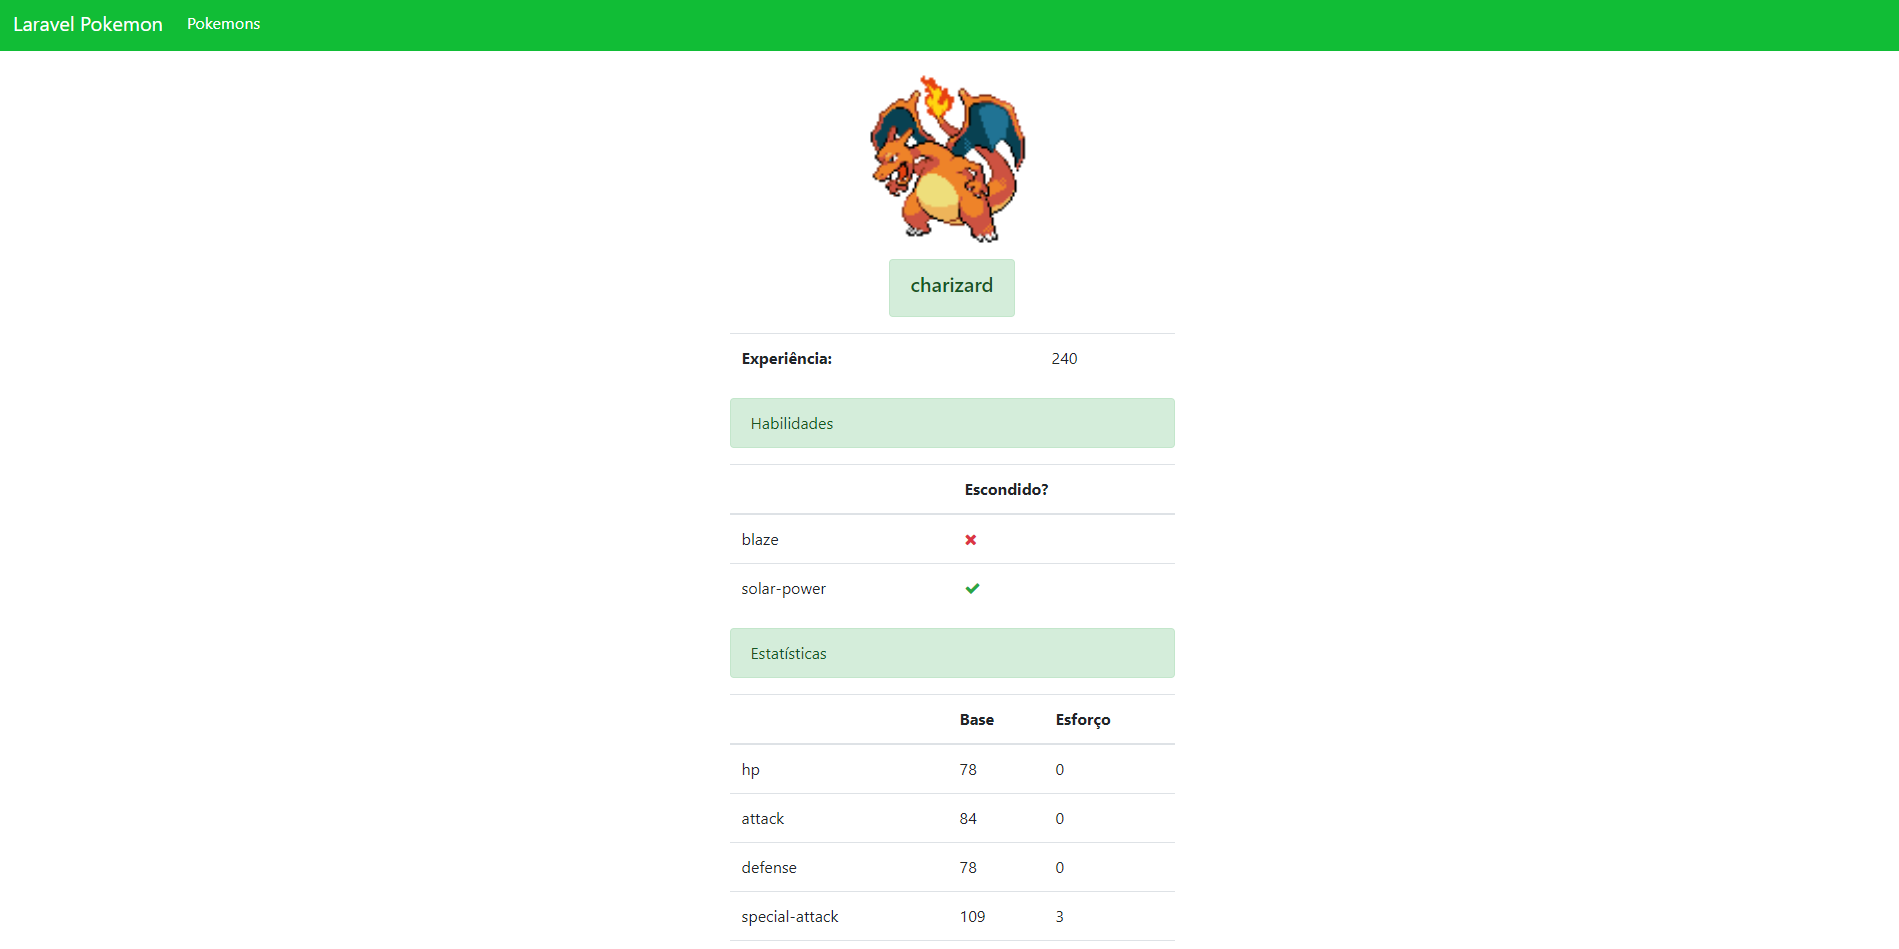 Laravel Pokemon Pokemons
charizard
Experiência: 240
Habilidades
Escondido?
blaze
solar-power
Estatísticas
Base Esforço
hp 78 0
attack 84 0
defense 78 0
special-attack 109 3